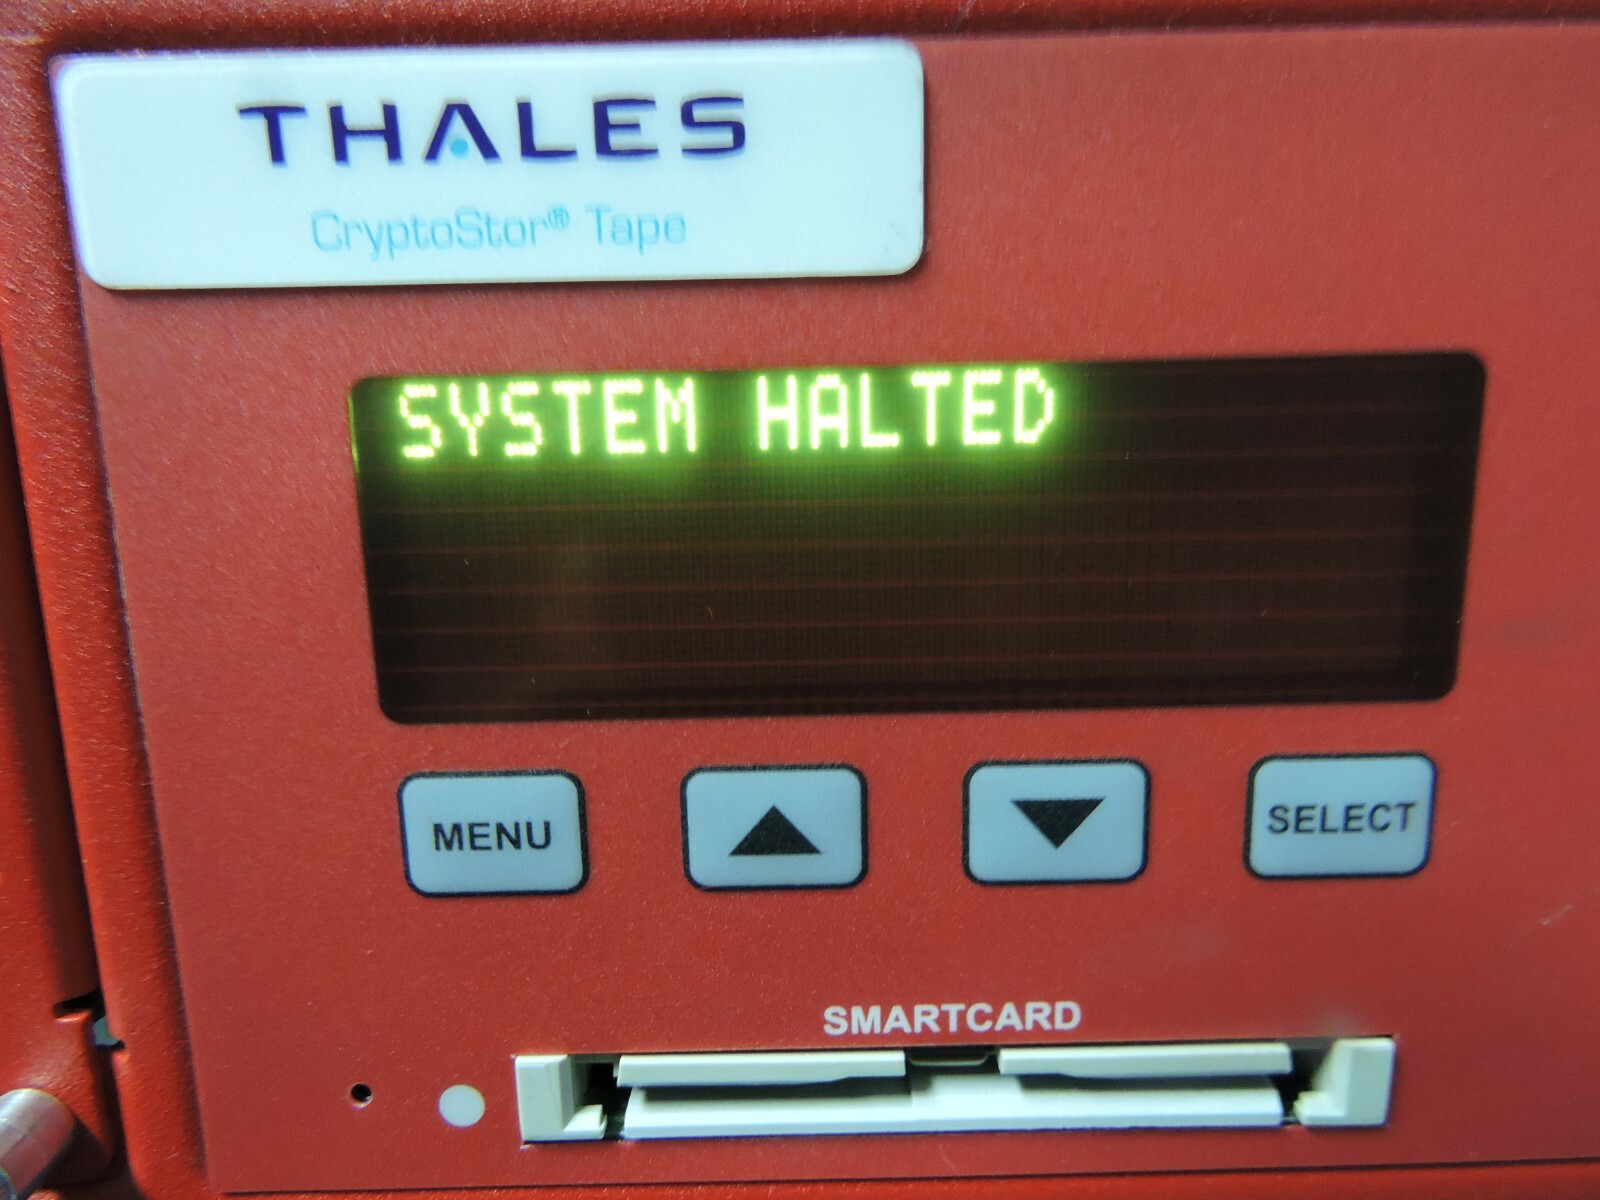 THALES
CryptoStor® Tape
SYSTEM HALTED
MENU
SELECT
SMARTCARD